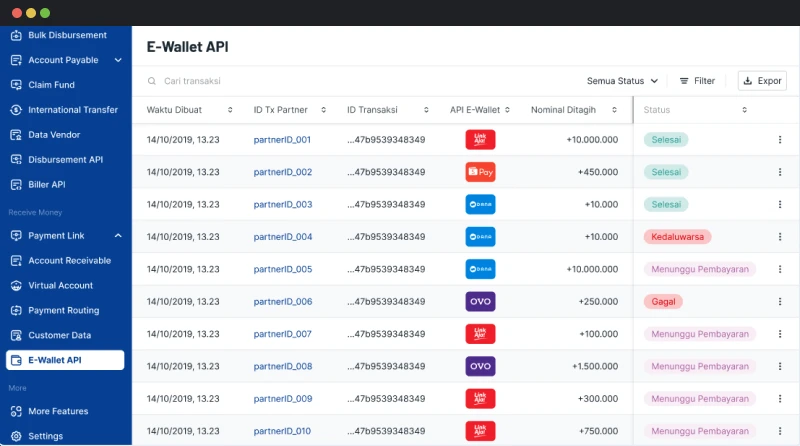 Bulk Disbursement
Account Payable
Claim Fund
International Transfer
Data Vendor
Disbursement API
Biller API
Receive Money
Payment Link
Account Receivable
Virtual Account
Payment Routing
Customer Data
E-Wallet API
More
More Features
Settings
E-Wallet API
Cari transaksi Semua Status Filter Expor
Waktu Dibuat ID Tx Partner ID Transaksi API E-Wallet Nominal Ditagih Status
14/10/2019, 13.23 partnerID_001 ...47b9539348349 LinkAja! +10.000.000 Selesai
14/10/2019, 13.23 partnerID_002 ...47b9539348349 Pay +450.000 Selesai
14/10/2019, 13.23 partnerID_003 ...47b9539348349 DANA +10.000 Selesai
14/10/2019, 13.23 partnerID_004 ...47b9539348349 DANA +10.000 Kedaluwarsa
14/10/2019, 13.23 partnerID_005 ...47b9539348349 DANA +10.000.000 Menunggu Pembayaran
14/10/2019, 13.23 partnerID_006 ...47b9539348349 OVO +250.000 Gagal
14/10/2019, 13.23 partnerID_007 ...47b9539348349 LinkAja! +100.000 Menunggu Pembayaran
14/10/2019, 13.23 partnerID_008 ...47b9539348349 OVO +1.500.000 Menunggu Pembayaran
14/10/2019, 13.23 partnerID_009 ...47b9539348349 LinkAja! +300.000 Menunggu Pembayaran
14/10/2019, 13.23 partnerID_010 ...47b9539348349 LinkAja! +750.000 Menunggu Pembayaran